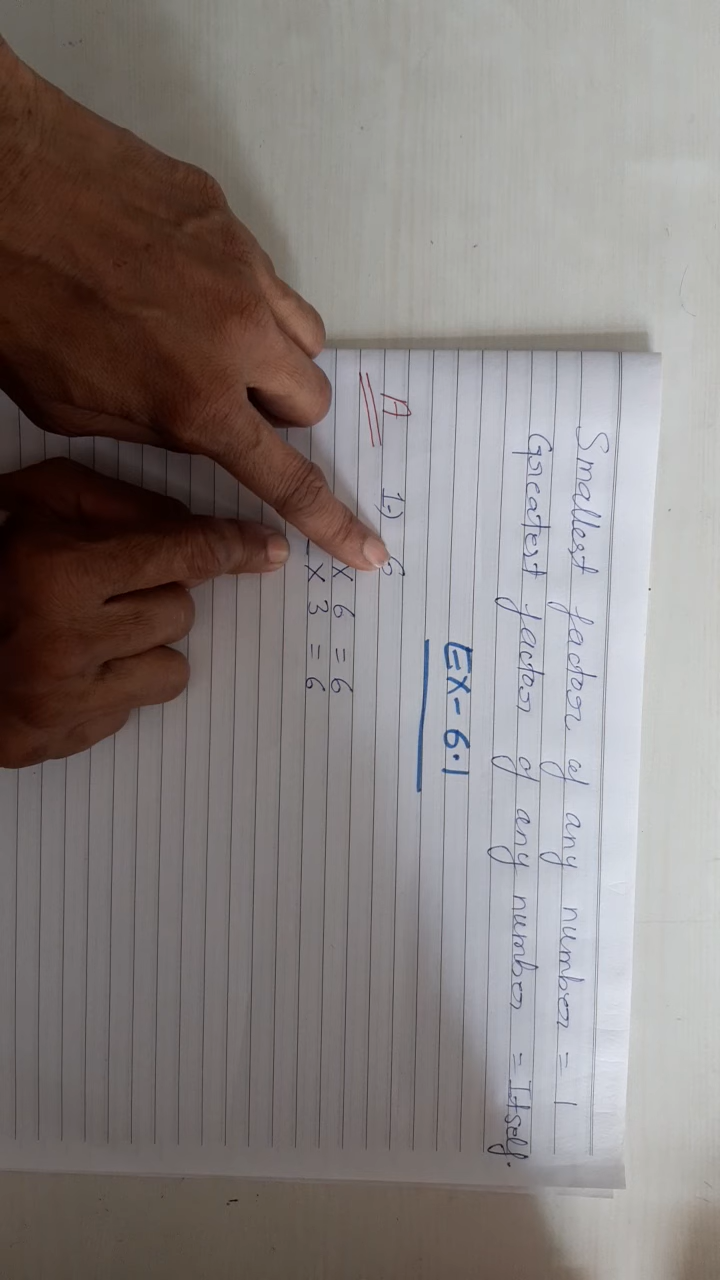 Smallest factor of any number = 1
Greatest factor of any number = Itself.
Ex- 6.1
A 1.) 6
x 6 = 6
x 3 = 6